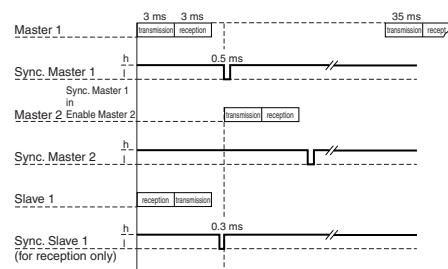 3 ms 3 ms 35 ms
Master 1 transmission reception transmission recept.
h
Sync. Master 1 l 0.5 ms
Sync. Master 1
in
Master 2 Enable Master 2 transmission reception
h
Sync. Master 2 l
Slave 1 reception transmission
h
Sync. Slave 1 l 0.3 ms
(for reception only)